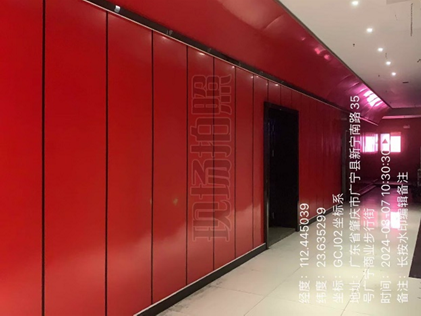 现场拍照
经度：112.445039
纬度：23.635299
坐标系：GCJ02坐标系
地址：广东省肇庆市广宁县新宁南路35
号广宁商业步行街
时间：2024-03-07 10:30:30
备注：长按水印编辑备注